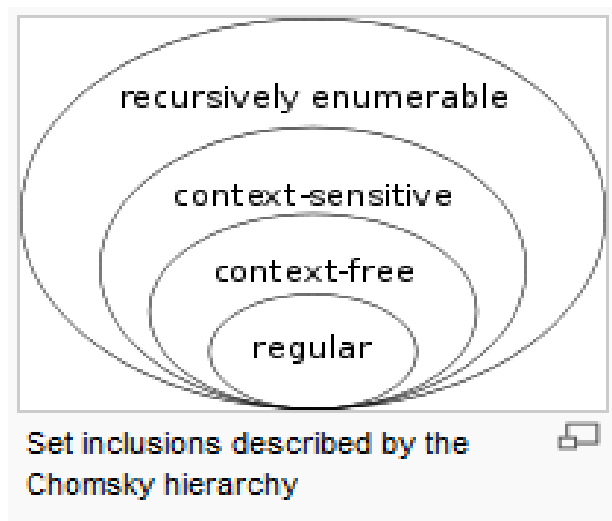 recursively enumerable
context-sensitive
context-free
regular
Set inclusions described by the
Chomsky hierarchy